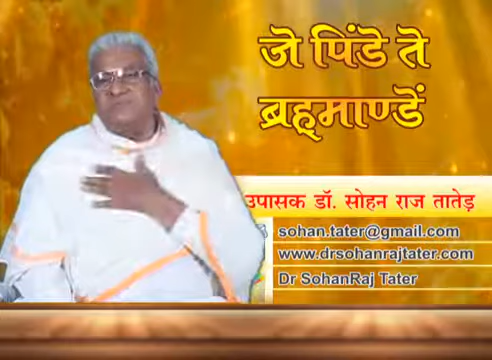 जे पिंडे ते
ब्रह्माण्डें
उपासक डॉ. सोहन राज तातेड़
sohan.tater@gmail.com
www.drsohanrajtater.com
Dr SohanRaj Tater